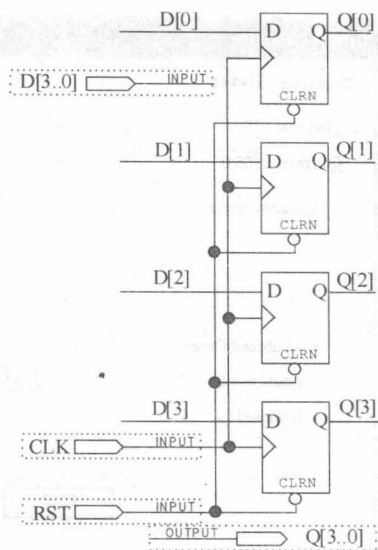 D[0] D Q Q[0]
D[3..0] INPUT
CLRN
D[1] D Q Q[1]
CLRN
D[2] D Q Q[2]
CLRN
D[3] D Q Q[3]
CLK INPUT
CLRN
RST INPUT
OUTPUT Q[3..0]